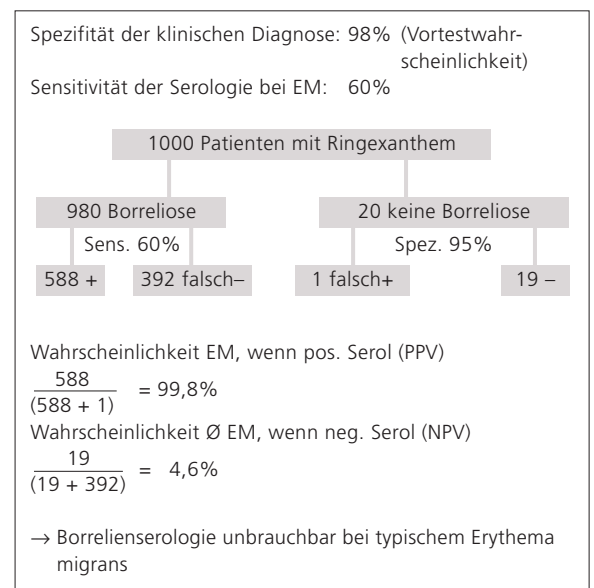 Spezifität der klinischen Diagnose: 98% (Vortestwahr-
scheinlichkeit)
Sensitivität der Serologie bei EM: 60%
1000 Patienten mit Ringexanthem
980 Borreliose
20 keine Borreliose
Sens. 60%
Spez. 95%
588 +
392 falsch–
1 falsch+
19 –
Wahrscheinlichkeit EM, wenn pos. Serol (PPV)
588
(588 + 1)
= 99,8%
Wahrscheinlichkeit Ø EM, wenn neg. Serol (NPV)
19
(19 + 392)
= 4,6%
→ Borrelienserologie unbrauchbar bei typischem Erythema
migrans